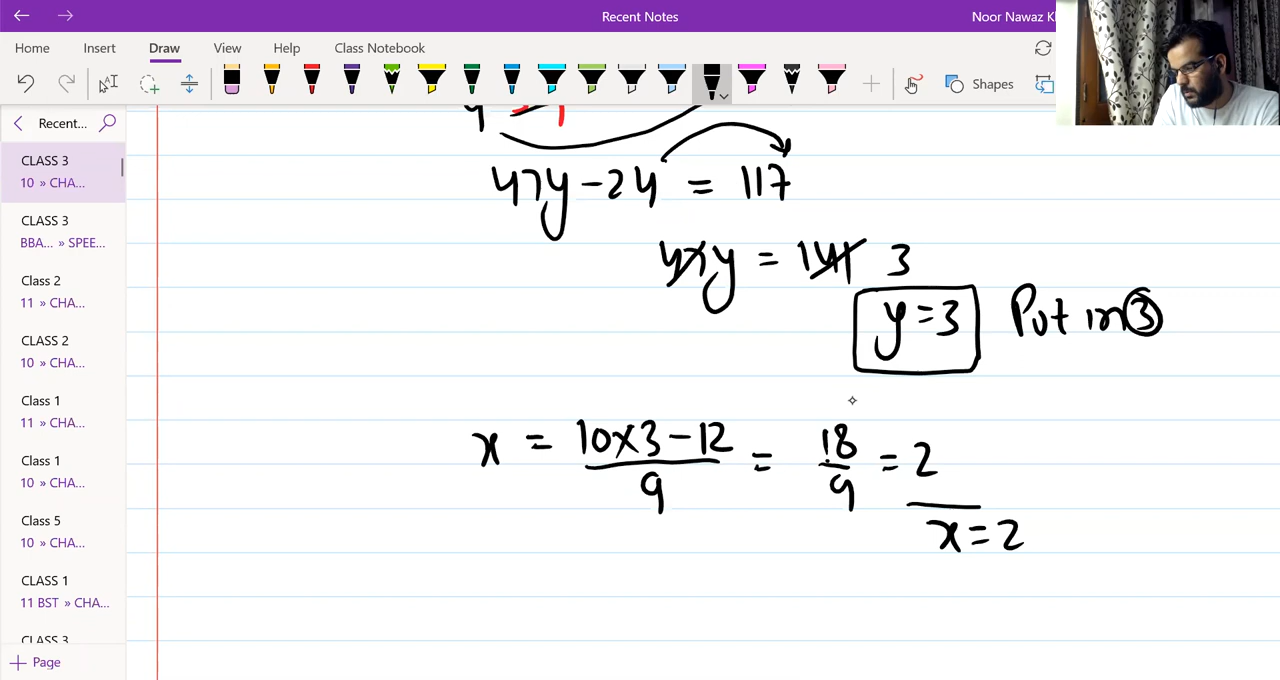 Recent Notes
Noor Nawaz
Home Insert Draw View Help Class Notebook
Shapes
Recent...
CLASS 3
10 » CHA...
CLASS 3
BBA... » SPEE...
Class 2
11 » CHA...
CLASS 2
10 » CHA...
Class 1
11 » CHA...
Class 1
10 » CHA...
Class 5
10 » CHA...
CLASS 1
11 BST » CHA...
CLASS 3
+ Page
47y - 24 = 117
47y = 141 3
y = 3 Put in ③
x = 10x3 - 12 / 9 = 18 / 9 = 2
x = 2